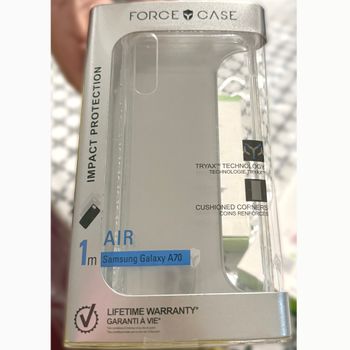 FORCE CASE
IMPACT PROTECTION
TRYAX™ TECHNOLOGY
TECHNOLOGIE TRYAX™
CUSHIONED CORNERS
COINS RENFORCÉS
1m
AIR
Samsung Galaxy A70
LIFETIME WARRANTY*
GARANTI À VIE*